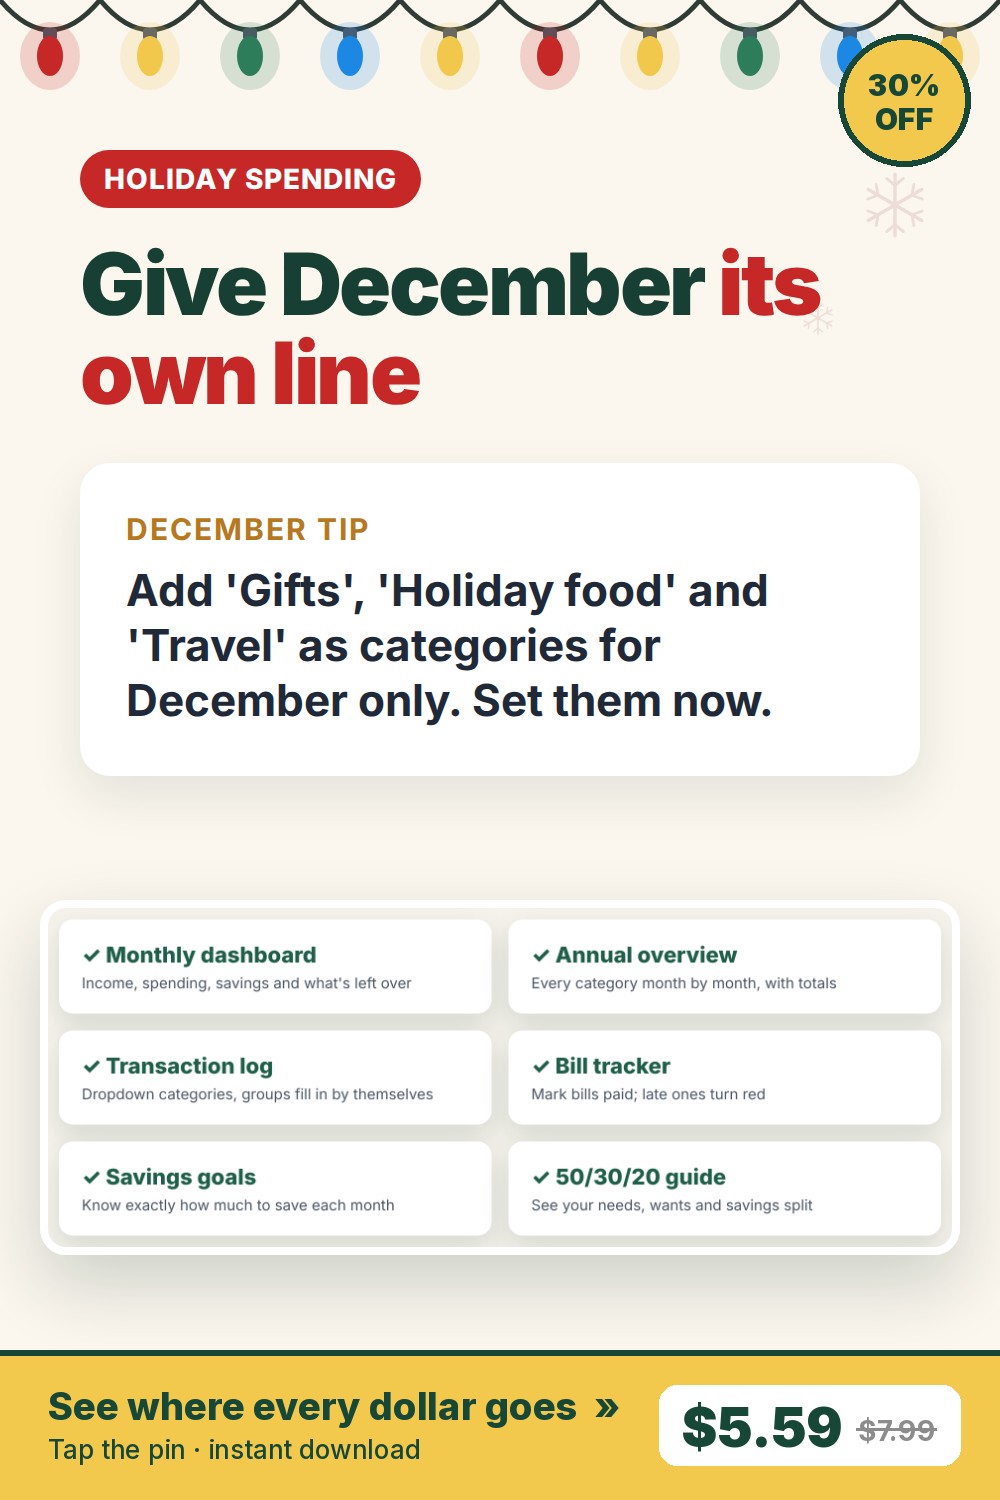 30%
OFF
HOLIDAY SPENDING
Give December its
own line
DECEMBER TIP
Add 'Gifts', 'Holiday food' and
'Travel' as categories for
December only. Set them now.
✓ Monthly dashboard
Income, spending, savings and what's left over
✓ Annual overview
Every category month by month, with totals
✓ Transaction log
Dropdown categories, groups fill in by themselves
✓ Bill tracker
Mark bills paid; late ones turn red
✓ Savings goals
Know exactly how much to save each month
✓ 50/30/20 guide
See your needs, wants and savings split
See where every dollar goes »
Tap the pin · instant download
$5.59 $7.99